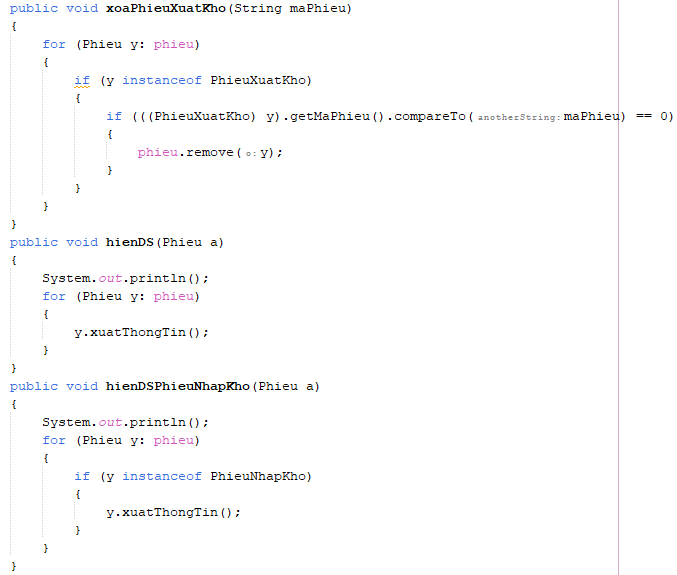 public void xoaPhieuXuatKho(String maPhieu)
{
    for (Phieu y: phieu)
    {
        if (y instanceof PhieuXuatKho)
        {
            if (((PhieuXuatKho) y).getMaPhieu().compareTo( anotherString: maPhieu) == 0)
            {
                phieu.remove( o: y);
            }
        }
    }
}
public void hienDS(Phieu a)
{
    System.out.println();
    for (Phieu y: phieu)
    {
        y.xuatThongTin();
    }
}
public void hienDSPhieuNhapKho(Phieu a)
{
    System.out.println();
    for (Phieu y: phieu)
    {
        if (y instanceof PhieuNhapKho)
        {
            y.xuatThongTin();
        }
    }
}